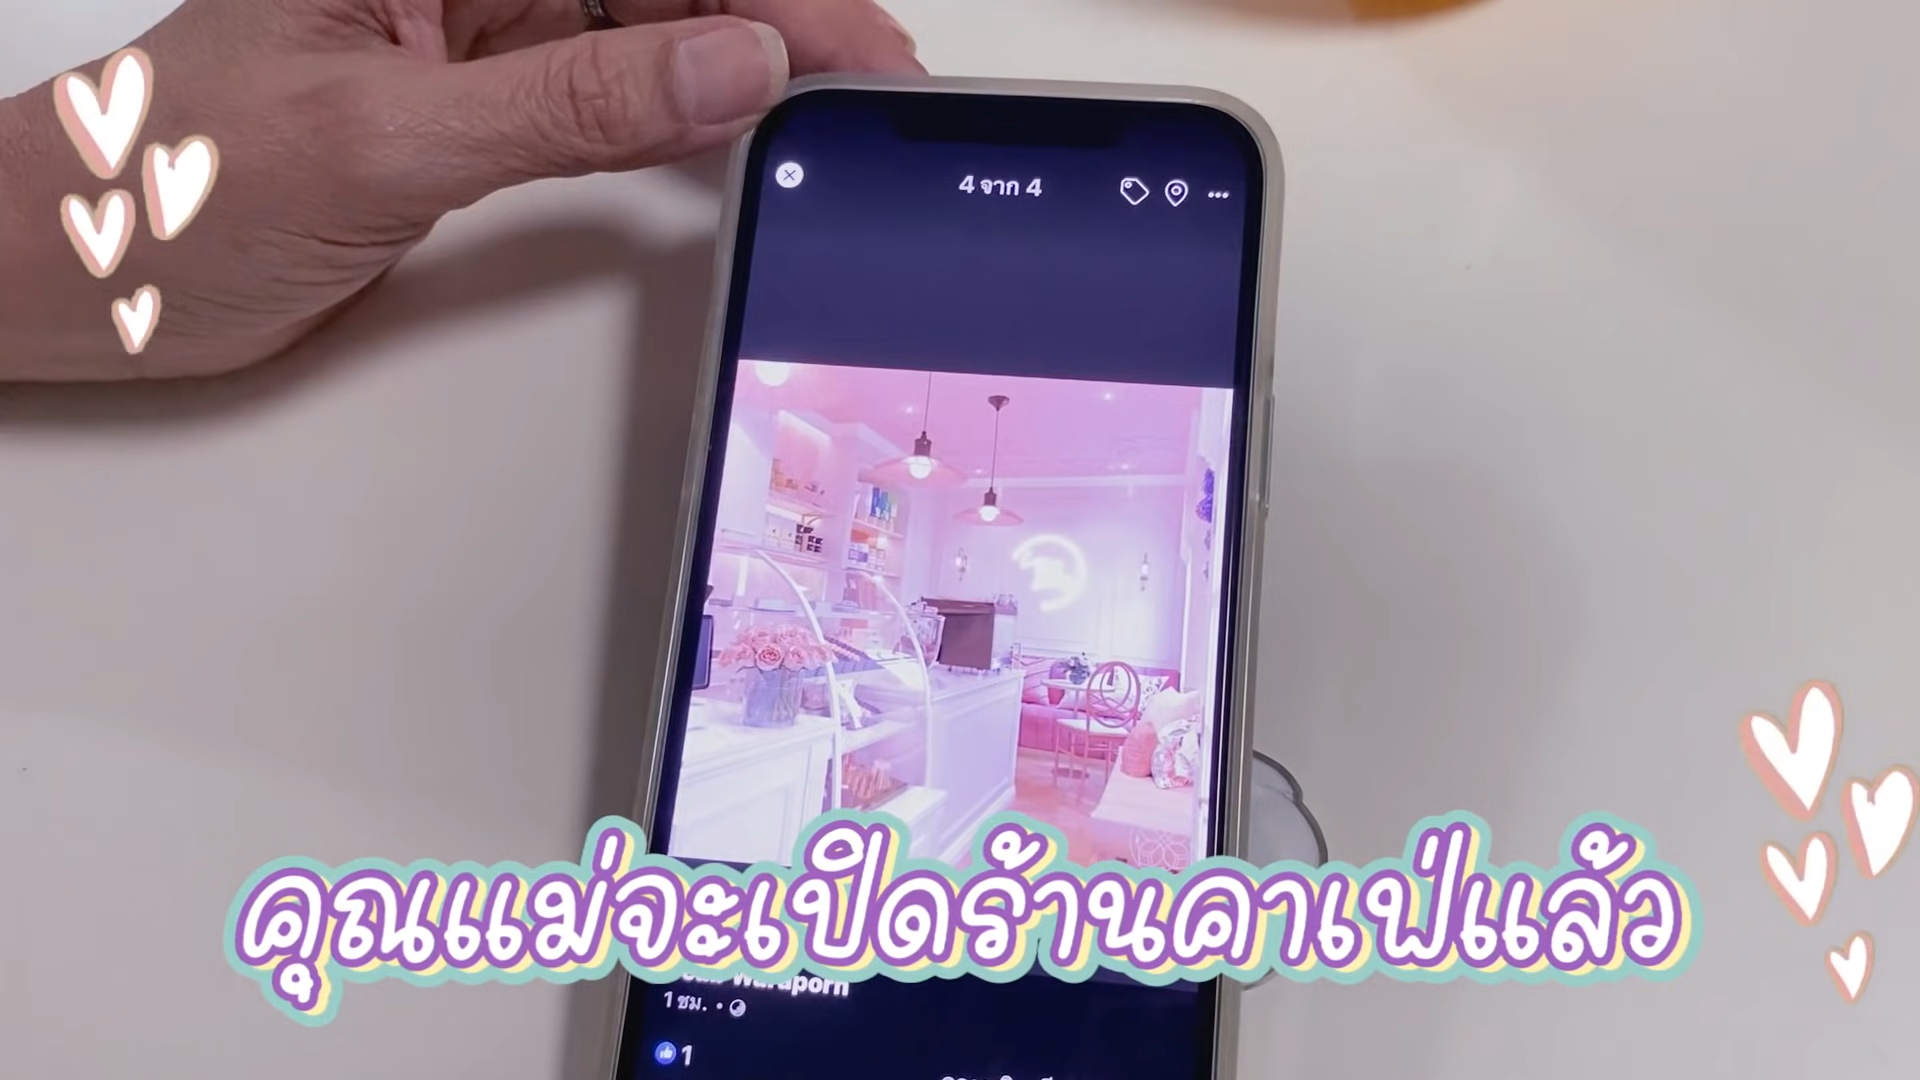 4 จาก 4
คุณแม่จะเปิดร้านคาเฟ่แล้ว
Waraporn
1 ชม.
1